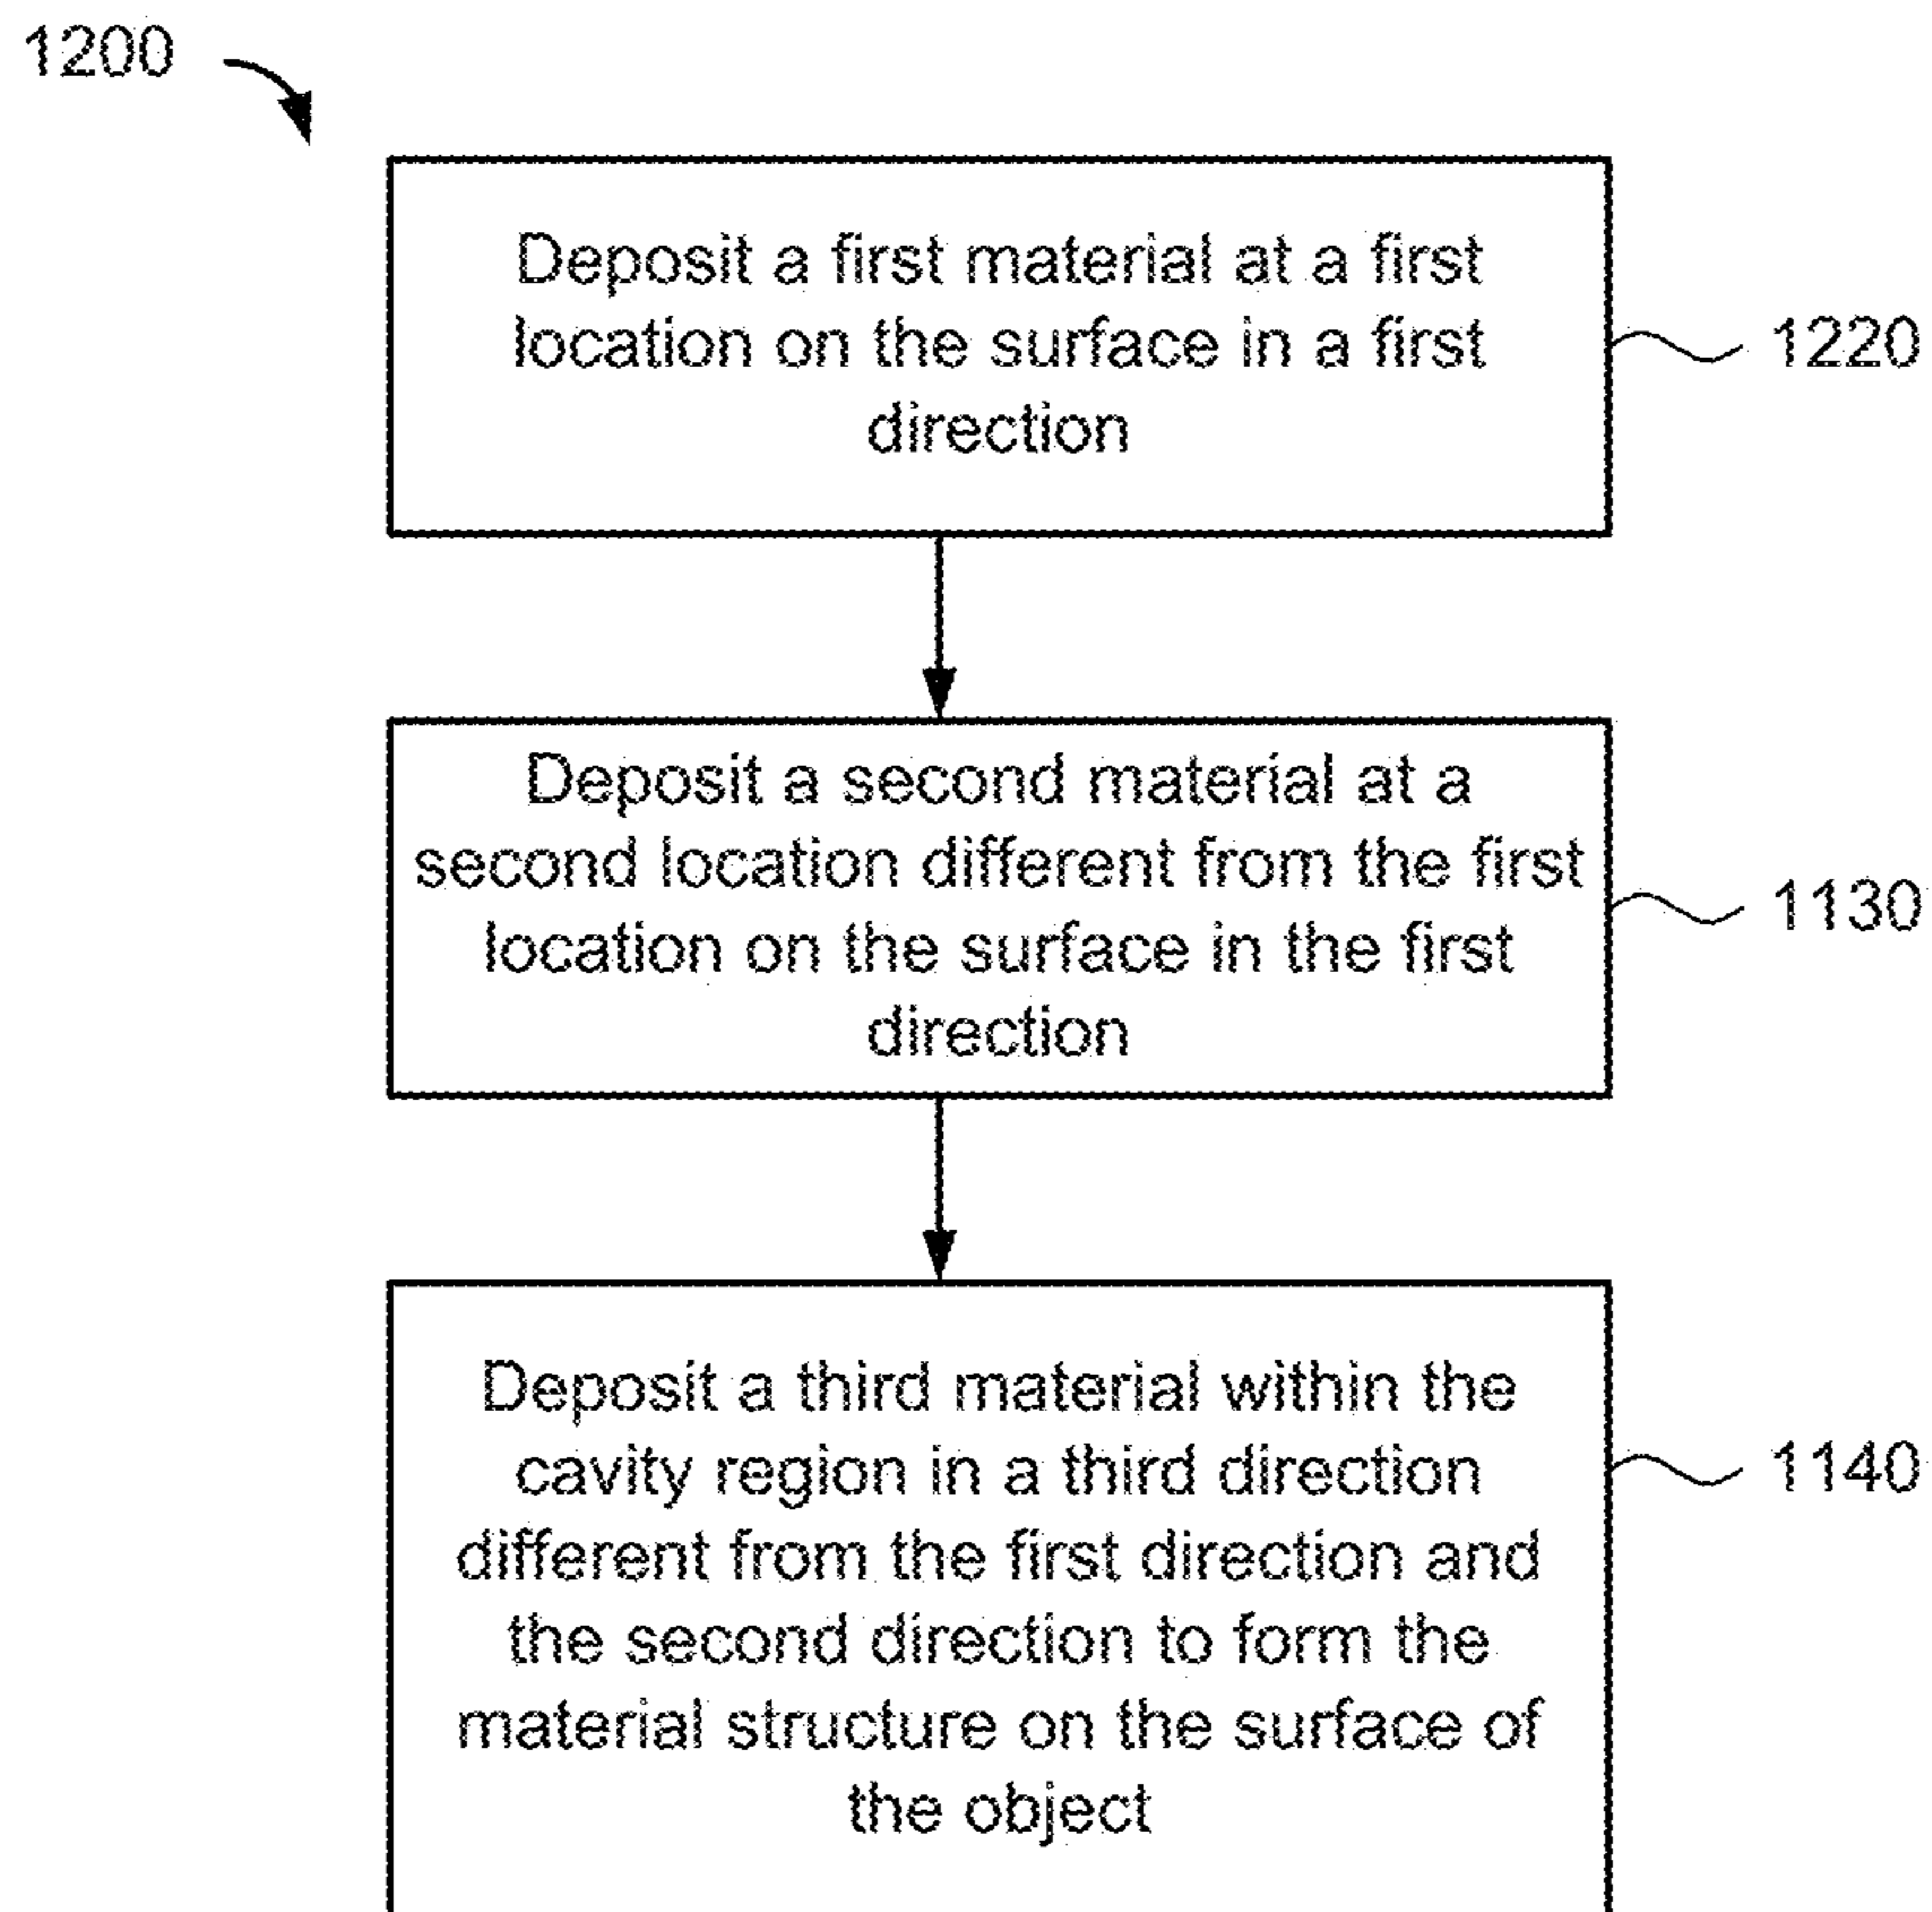 1200
Deposit a first material at a first
location on the surface in a first
direction
1220
Deposit a second material at a
second location different from the first
location on the surface in the first
direction
1130
Deposit a third material within the
cavity region in a third direction
different from the first direction and
the second direction to form the
material structure on the surface of
the object
1140